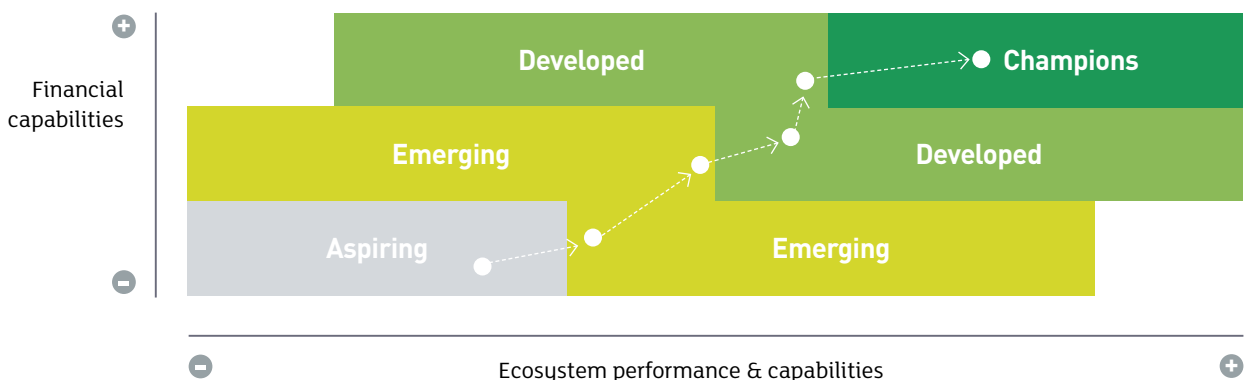 +
Developed
Champions
Financial
capabilities
Emerging
Developed
Aspiring
Emerging
-
-
Ecosystem performance & capabilities
+